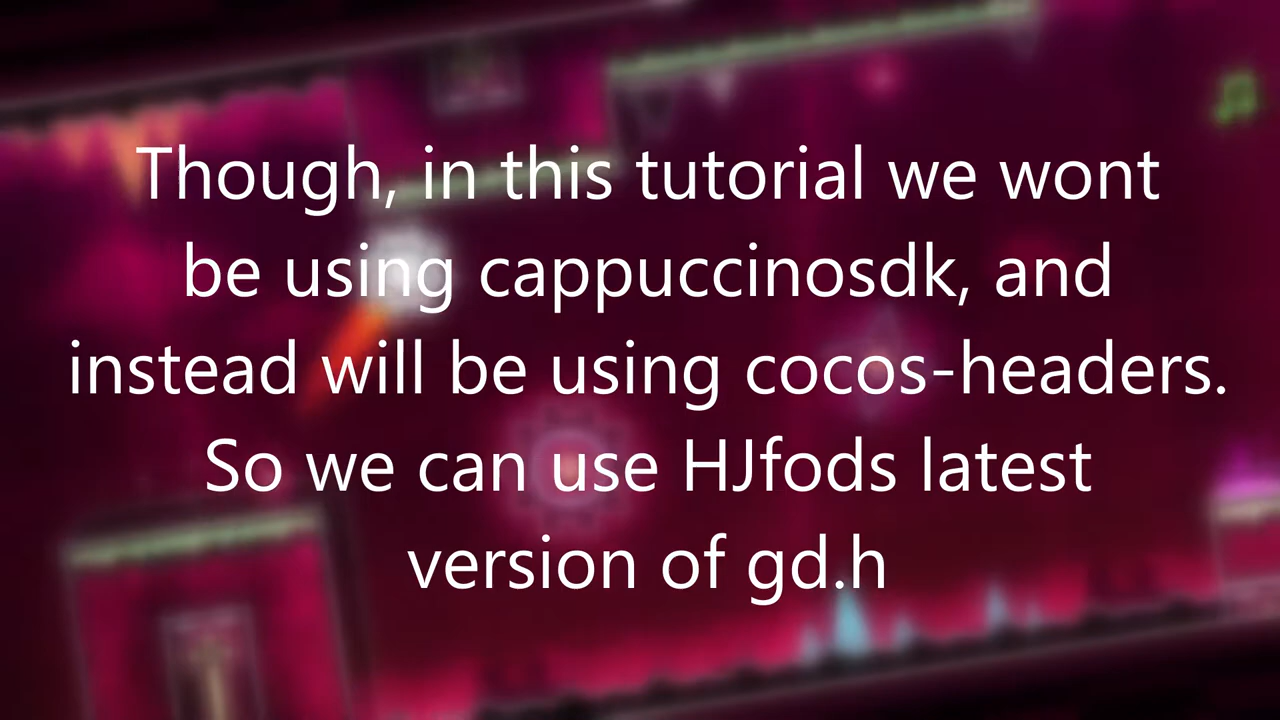 Though, in this tutorial we wont
be using cappuccinosdk, and
instead will be using cocos-headers.
So we can use HJfods latest
version of gd.h